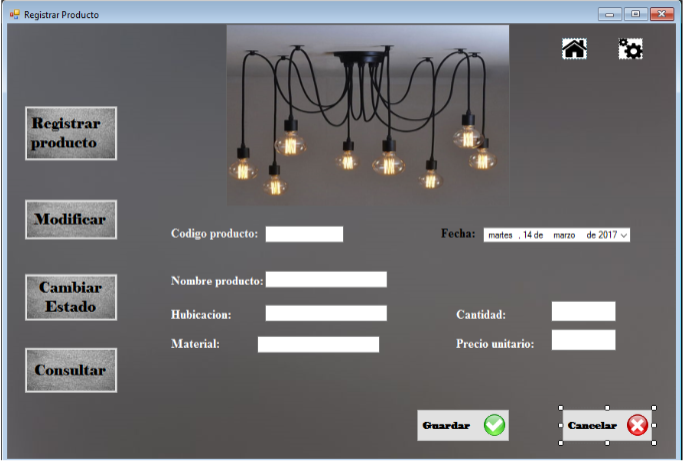 Registrar Producto
Registrar
producto
Modificar
Cambiar
Estado
Consultar
Codigo producto:
Fecha: martes , 14 de marzo de 2017
Nombre producto:
Hubicacion:
Cantidad:
Material:
Precio unitario:
Guardar
Cancelar